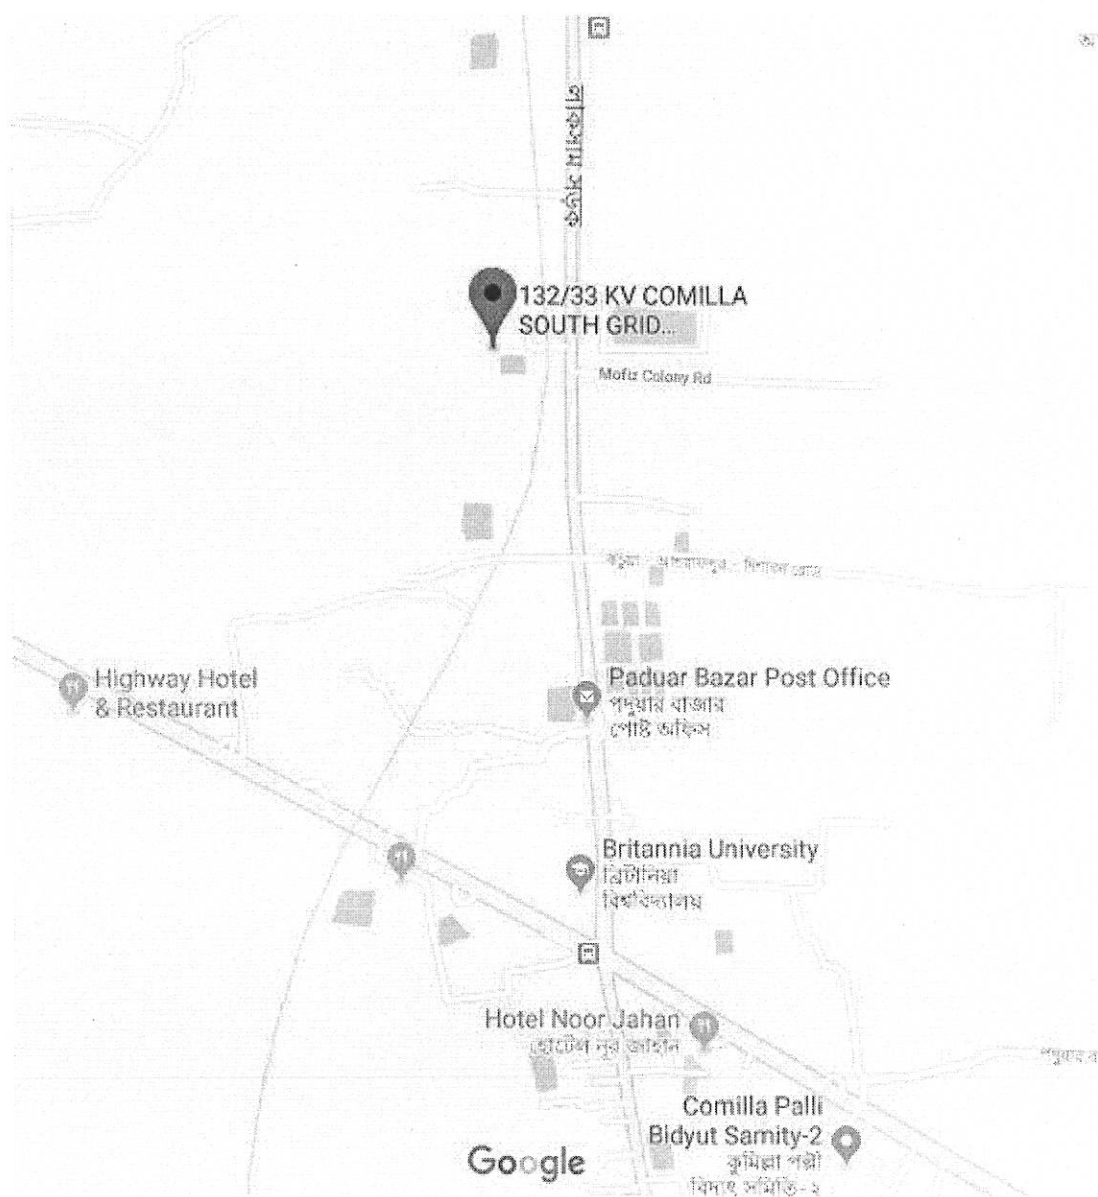 132/33 KV COMILLA
SOUTH GRID...
Mofiz Colony Rd
Highway Hotel
& Restaurant
Paduar Bazar Post Office
পদুয়ার বাজার
পোষ্ট অফিস
Britannia University
ব্রিটানিয়া
বিশ্ববিদ্যালয়
Hotel Noor Jahan
হোটেল নূর জাহান
পদুয়ার ব
Comilla Palli
Bidyut Samity-2
কুমিল্লা পল্লী
বিদ্যুৎ সমিতি-২
Google